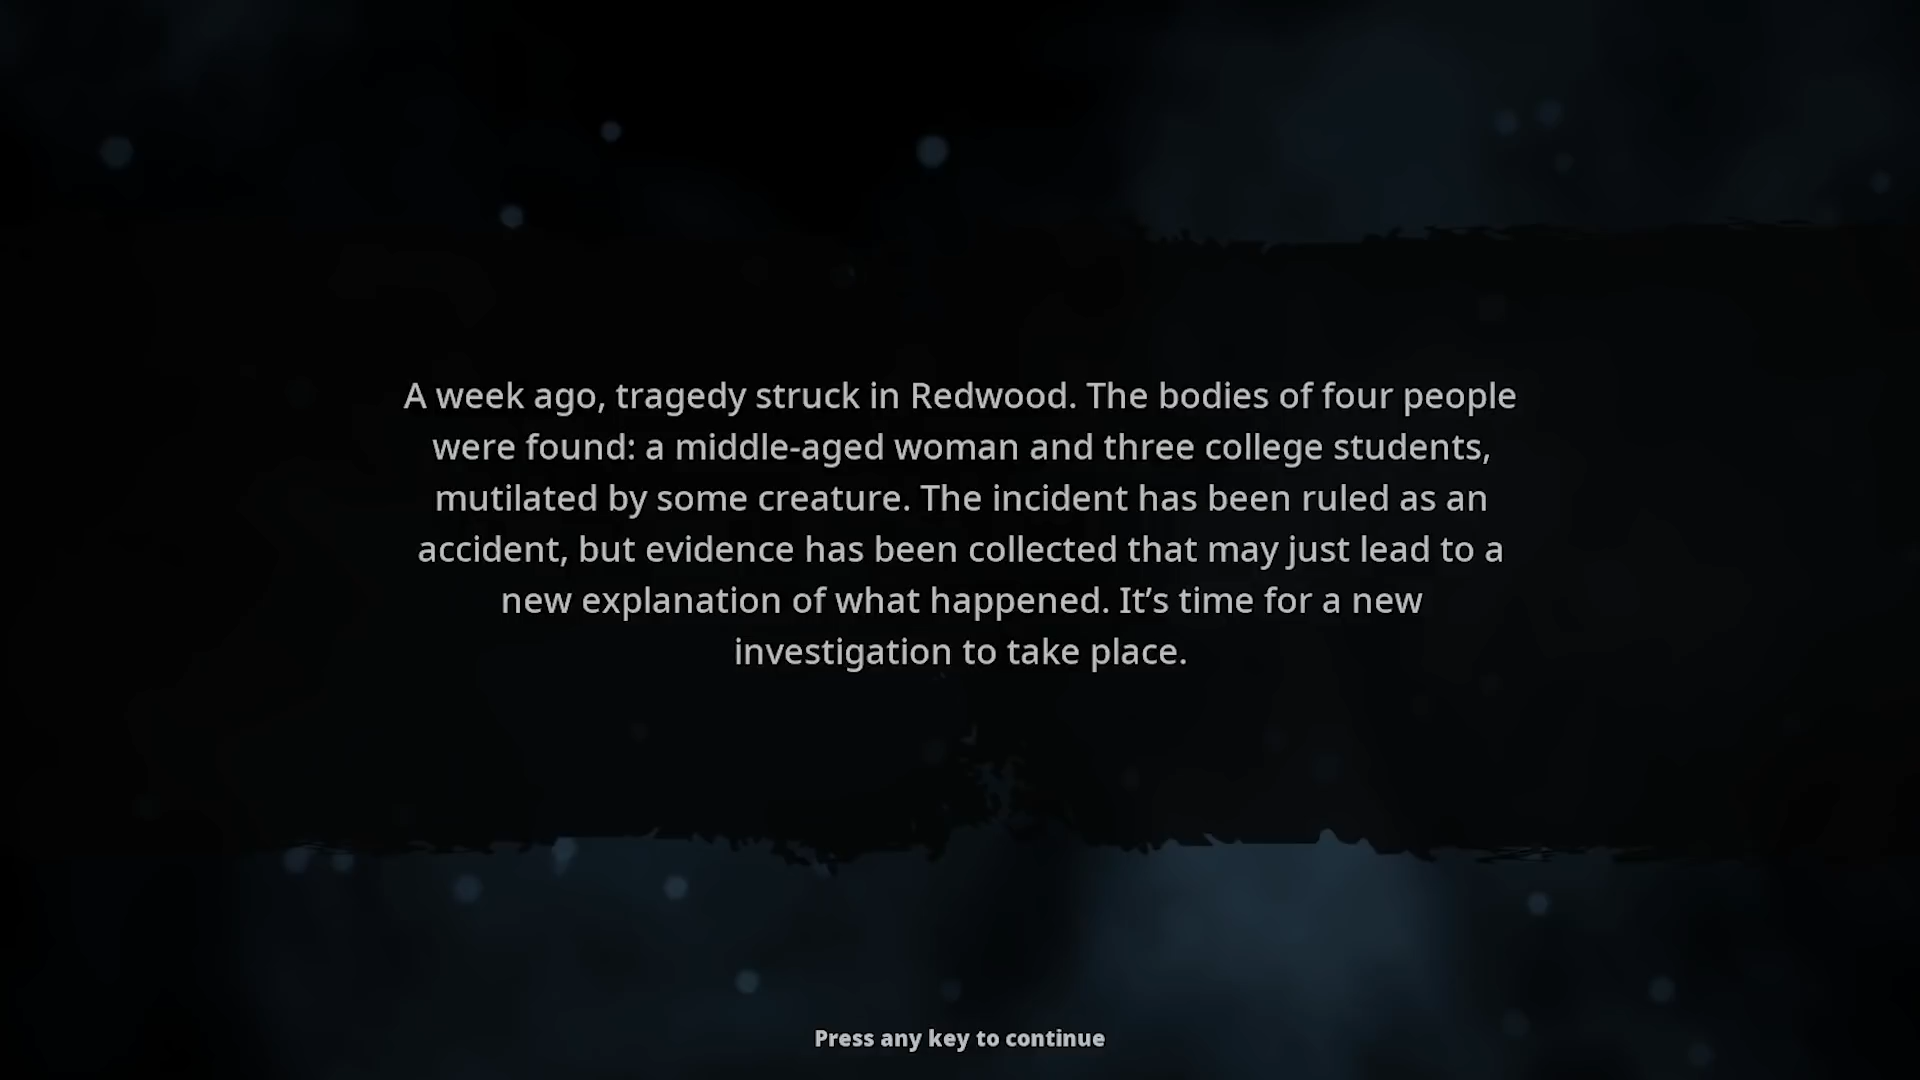 A week ago, tragedy struck in Redwood. The bodies of four people
were found: a middle-aged woman and three college students,
mutilated by some creature. The incident has been ruled as an
accident, but evidence has been collected that may just lead to a
new explanation of what happened. It’s time for a new
investigation to take place.
Press any key to continue